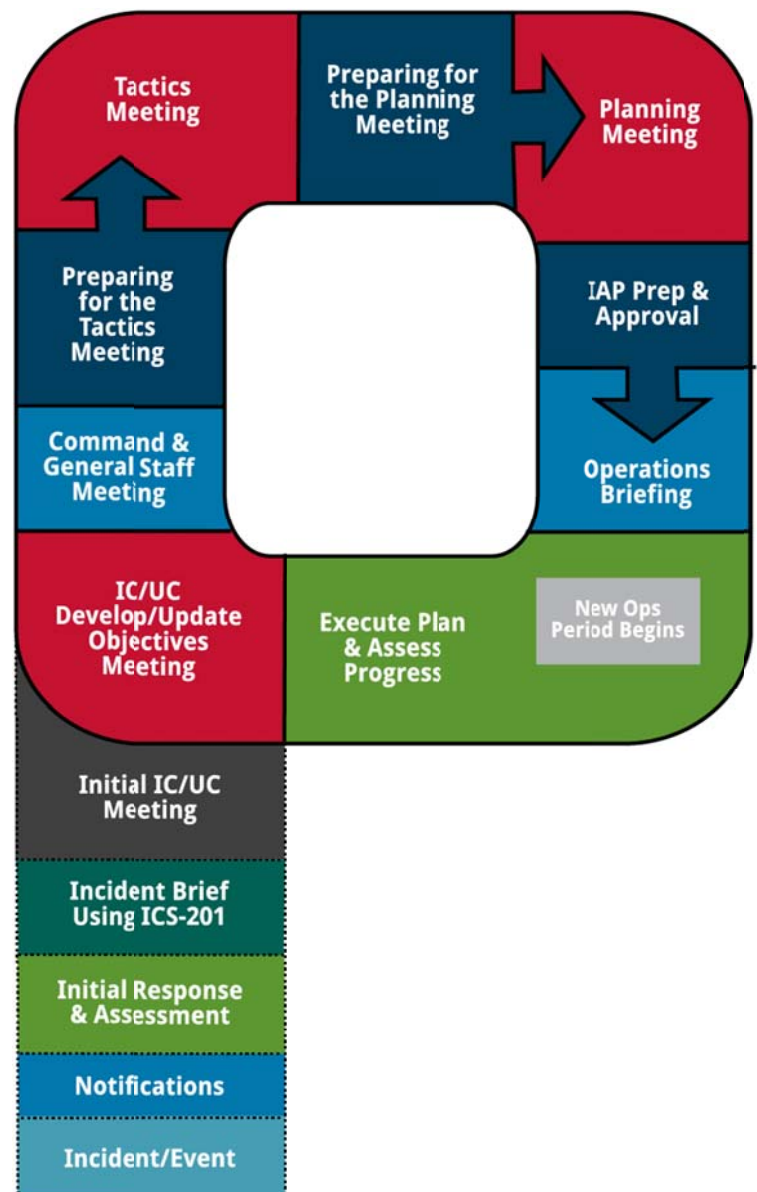 Tactics
Meeting
Preparing for
the Planning
Meeting
Planning
Meeting
Preparing
for the
Tactics
Meeting
IAP Prep &
Approval
Command &
General Staff
Meeting
Operations
Briefing
IC/UC
Develop/Update
Objectives
Meeting
Execute Plan
& Assess
Progress
New Ops
Period Begins
Initial IC/UC
Meeting
Incident Brief
Using ICS-201
Initial Response
& Assessment
Notifications
Incident/Event